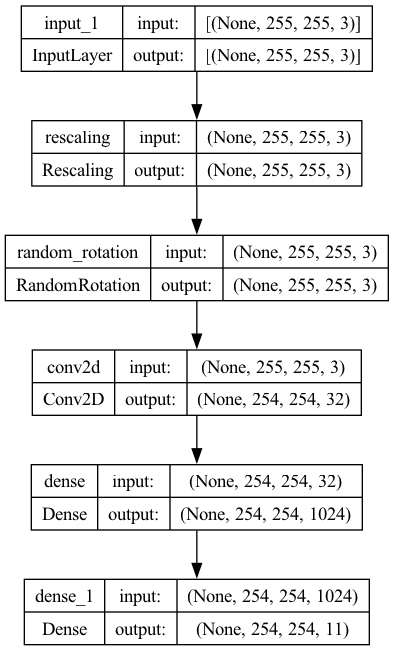 input_1 input: [(None, 255, 255, 3)]
InputLayer output: [(None, 255, 255, 3)]
rescaling input: (None, 255, 255, 3)
Rescaling output: (None, 255, 255, 3)
random_rotation input: (None, 255, 255, 3)
RandomRotation output: (None, 255, 255, 3)
conv2d input: (None, 255, 255, 3)
Conv2D output: (None, 254, 254, 32)
dense input: (None, 254, 254, 32)
Dense output: (None, 254, 254, 1024)
dense_1 input: (None, 254, 254, 1024)
Dense output: (None, 254, 254, 11)